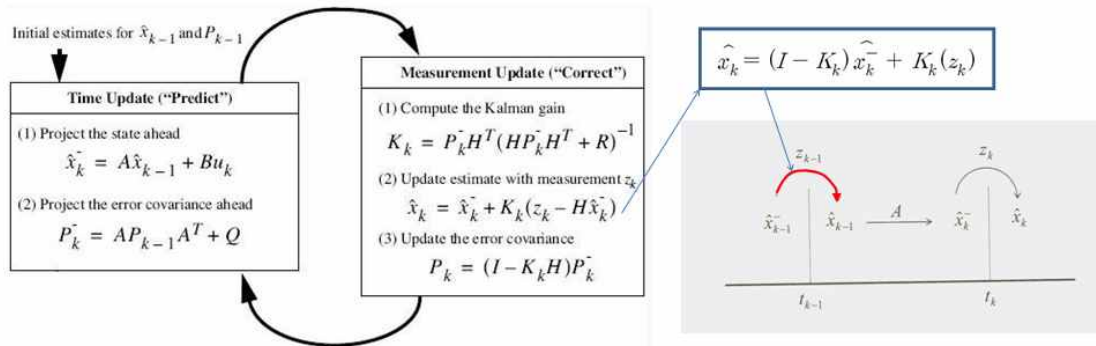 Initial estimates for x̂ₖ₋₁ and Pₖ₋₁
Time Update (“Predict”)
(1) Project the state ahead
x̂ₖ⁻ = Ax̂ₖ₋₁ + Buₖ
(2) Project the error covariance ahead
Pₖ⁻ = APₖ₋₁Aᵀ + Q
Measurement Update (“Correct”)
(1) Compute the Kalman gain
Kₖ = Pₖ⁻Hᵀ(HPₖ⁻Hᵀ + R)⁻¹
(2) Update estimate with measurement zₖ
x̂ₖ = x̂ₖ⁻ + Kₖ(zₖ − Hx̂ₖ⁻)
(3) Update the error covariance
Pₖ = (I − KₖH)Pₖ⁻
x̂ₖ = (I − Kₖ)x̂ₖ⁻ + Kₖ(zₖ)
zₖ₋₁ zₖ
x̂ₖ₋₁⁻ x̂ₖ₋₁ A x̂ₖ⁻ x̂ₖ
tₖ₋₁ tₖ